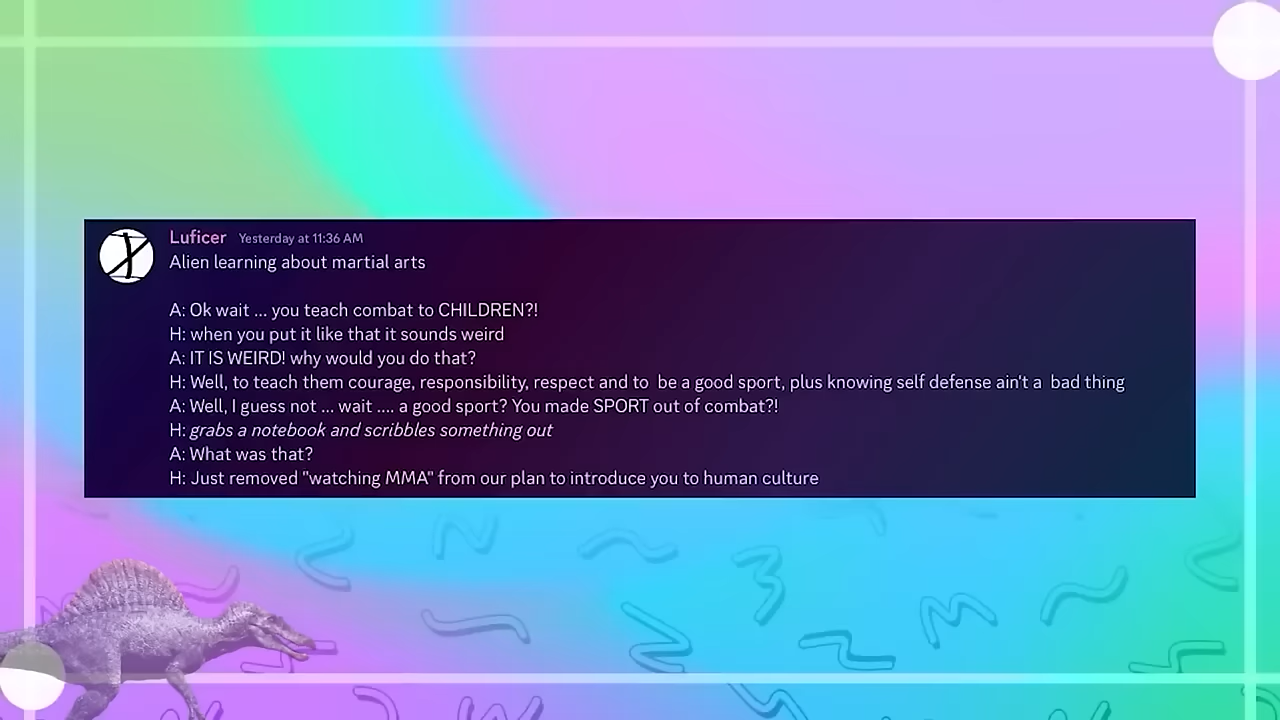 Luficer Yesterday at 11:36 AM
Alien learning about martial arts
A: Ok wait ... you teach combat to CHILDREN?!
H: when you put it like that it sounds weird
A: IT IS WEIRD! why would you do that?
H: Well, to teach them courage, responsibility, respect and to  be a good sport, plus knowing self defense ain't a  bad thing
A: Well, I guess not ... wait .... a good sport? You made SPORT out of combat?!
H: grabs a notebook and scribbles something out
A: What was that?
H: Just removed "watching MMA" from our plan to introduce you to human culture